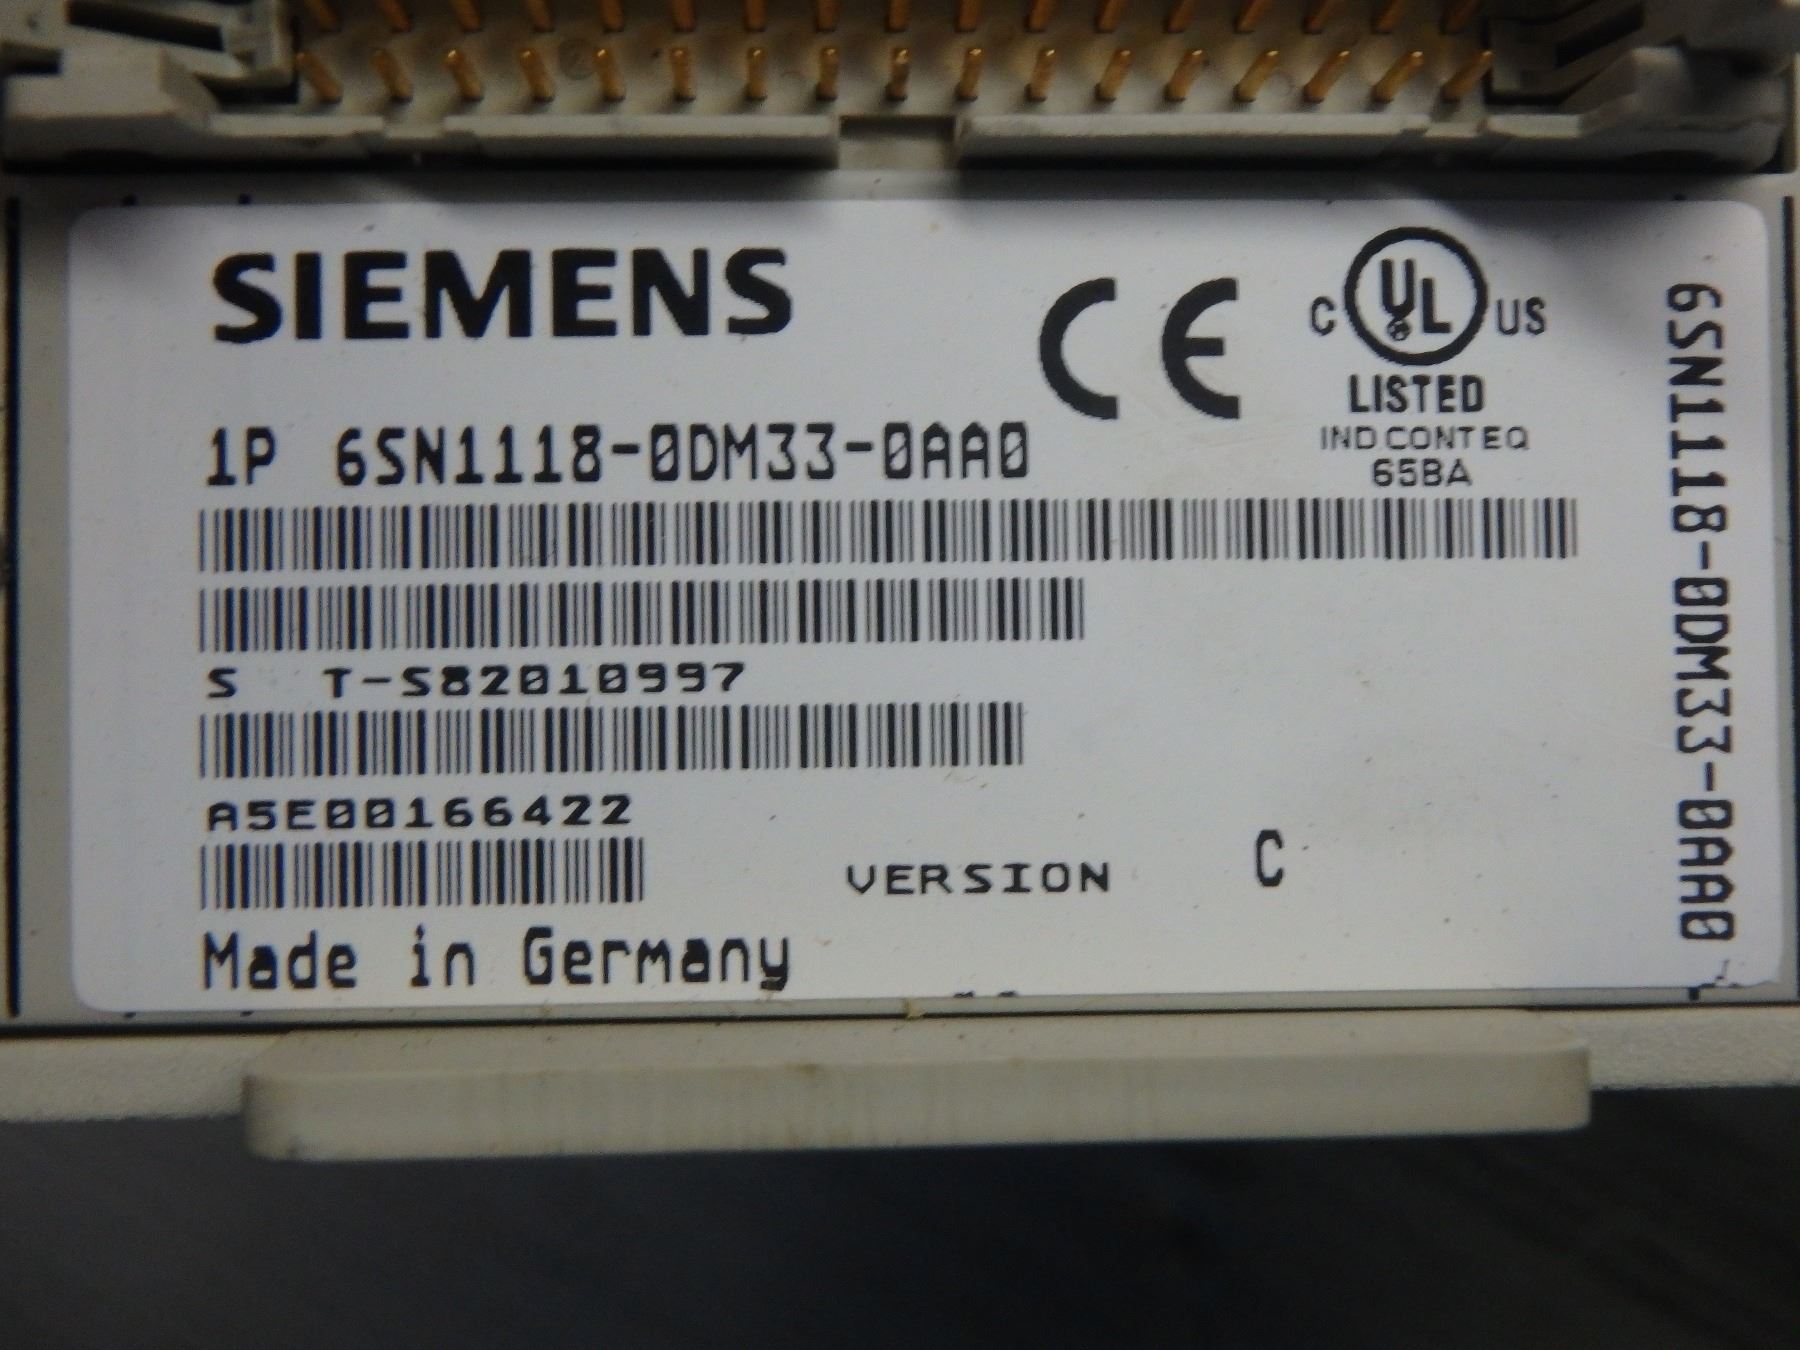 SIEMENS
C UL US
LISTED
IND CONT EQ
65BA
1P 6SN1118-0DM33-0AA0
S T-S82010997
A5E00166422
VERSION C
Made in Germany
6SN1118-0DM33-0AA0